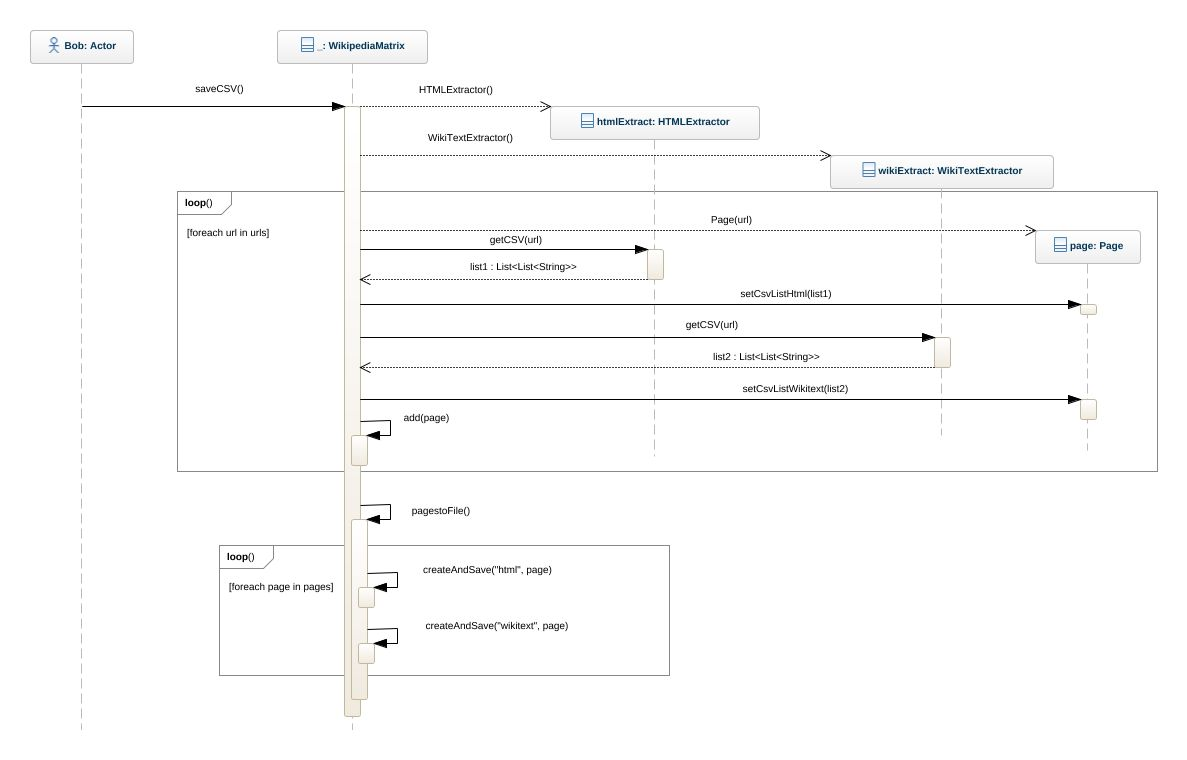 Bob: Actor
_: WikipediaMatrix
saveCSV()
HTMLExtractor()
htmlExtract: HTMLExtractor
WikiTextExtractor()
wikiExtract: WikiTextExtractor
loop()
[foreach url in urls]
Page(url)
page: Page
getCSV(url)
list1 : List<List<String>>
setCsvListHtml(list1)
getCSV(url)
list2 : List<List<String>>
setCsvListWikitext(list2)
add(page)
pagestoFile()
loop()
[foreach page in pages]
createAndSave("html", page)
createAndSave("wikitext", page)